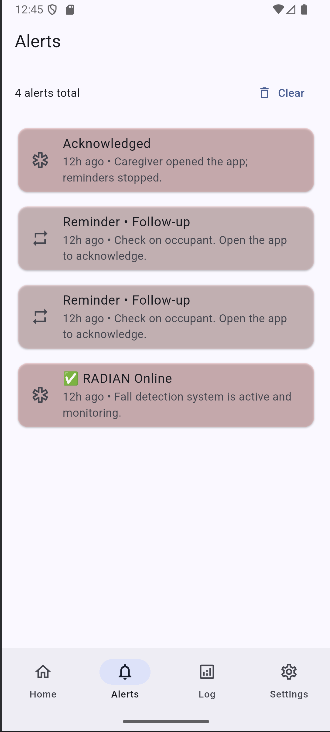 12:45
Alerts
4 alerts total
Clear
Acknowledged
12h ago • Caregiver opened the app;
reminders stopped.
Reminder • Follow-up
12h ago • Check on occupant. Open the app
to acknowledge.
Reminder • Follow-up
12h ago • Check on occupant. Open the app
to acknowledge.
✅ RADIAN Online
12h ago • Fall detection system is active and
monitoring.
Home
Alerts
Log
Settings